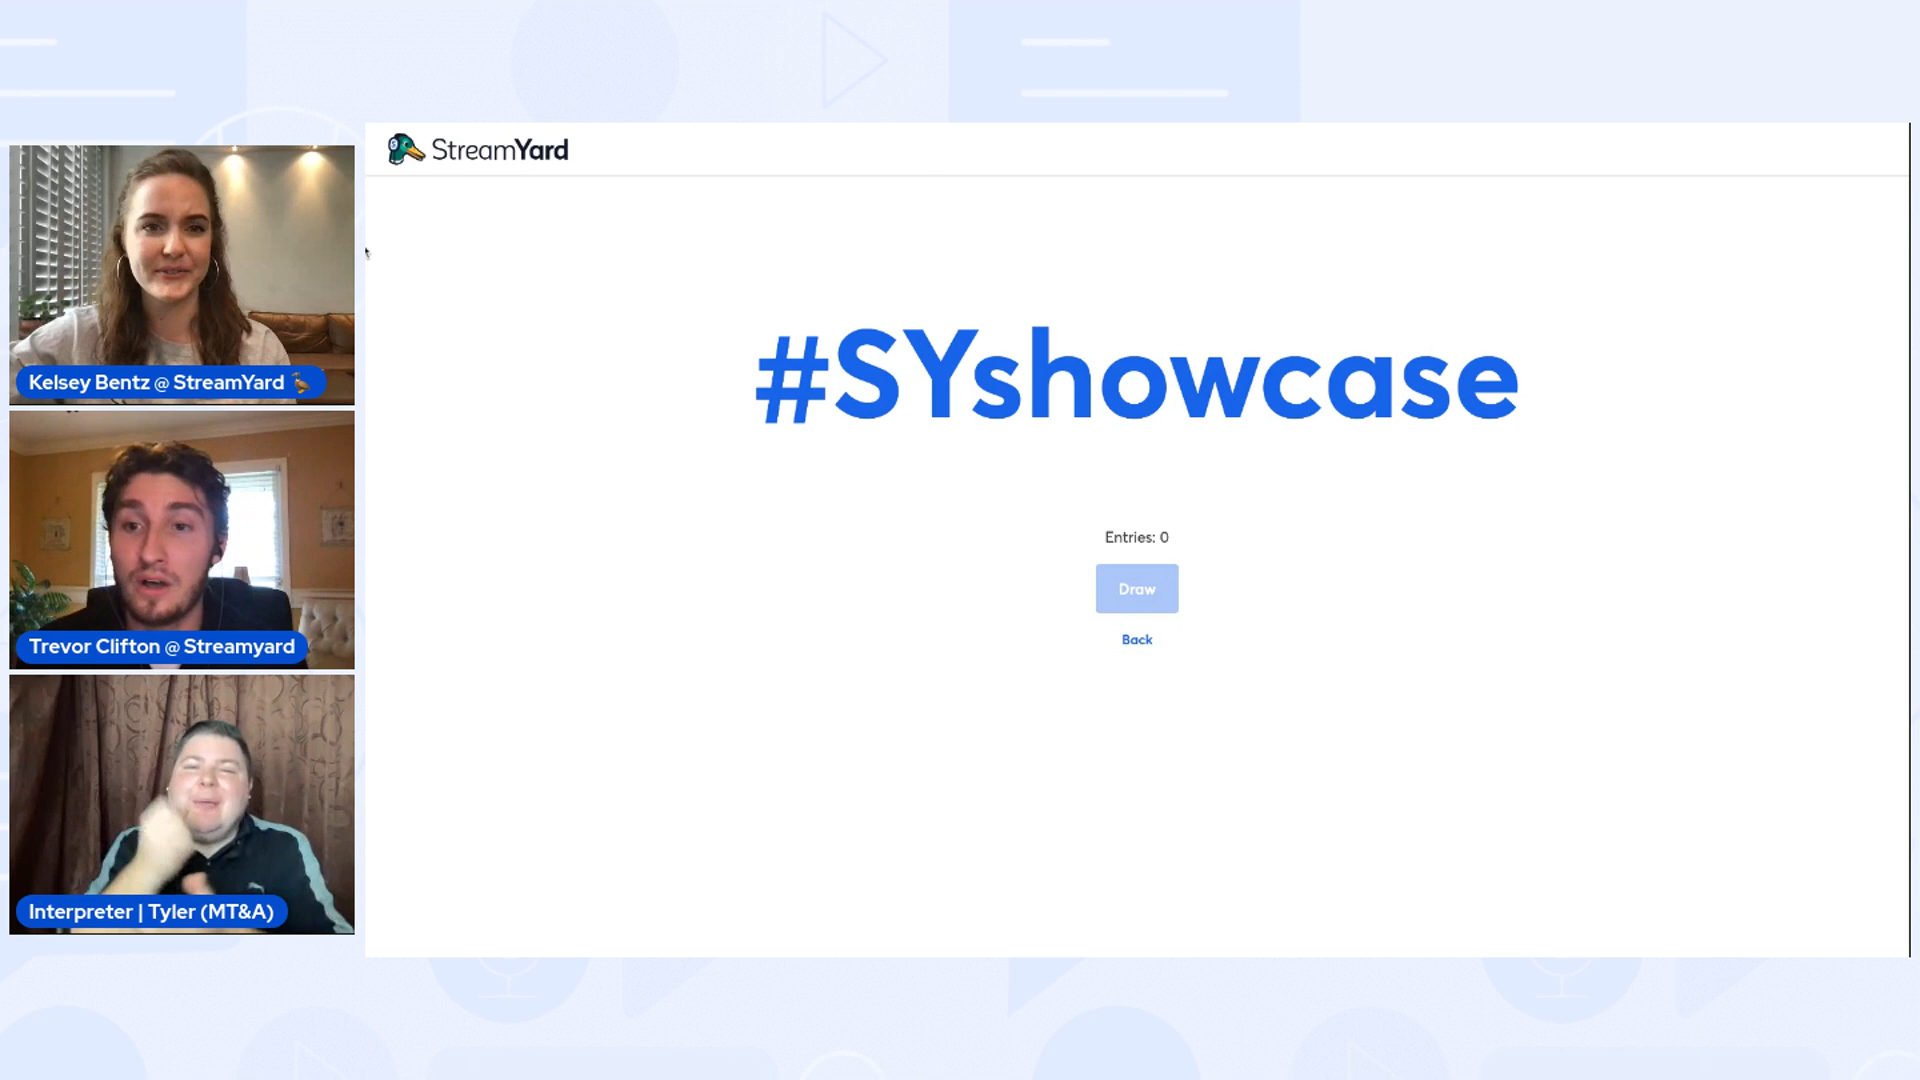 StreamYard
Kelsey Bentz @ StreamYard 🦆
Trevor Clifton @ Streamyard
Interpreter | Tyler (MT&A)
#SYshowcase
Entries: 0
Draw
Back